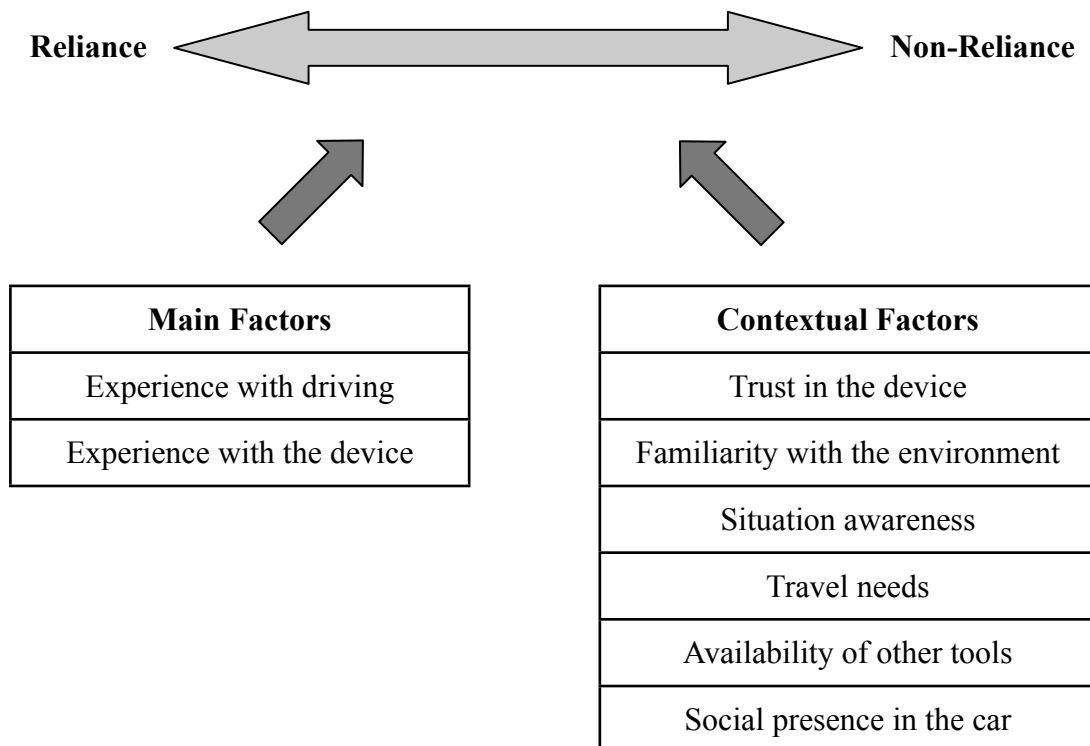 Reliance
Non-Reliance
Main Factors
Experience with driving
Experience with the device
Contextual Factors
Trust in the device
Familiarity with the environment
Situation awareness
Travel needs
Availability of other tools
Social presence in the car